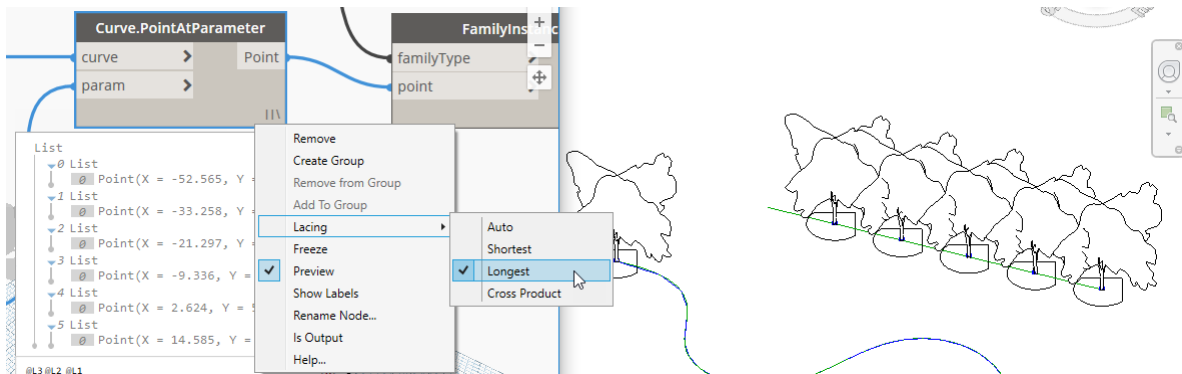 Curve.PointAtParameter
curve > Point
param >
FamilyInstanc
familyType >
point
List
0 List
0 Point(X = -52.565, Y =
1 List
0 Point(X = -33.258, Y =
2 List
0 Point(X = -21.297, Y =
3 List
0 Point(X = -9.336, Y =
4 List
0 Point(X = 2.624, Y = 5
5 List
0 Point(X = 14.585, Y =
@L3 @L2 @L1
Remove
Create Group
Remove from Group
Add To Group
Lacing
Freeze
Preview
Show Labels
Rename Node...
Is Output
Help...
Auto
Shortest
Longest
Cross Product